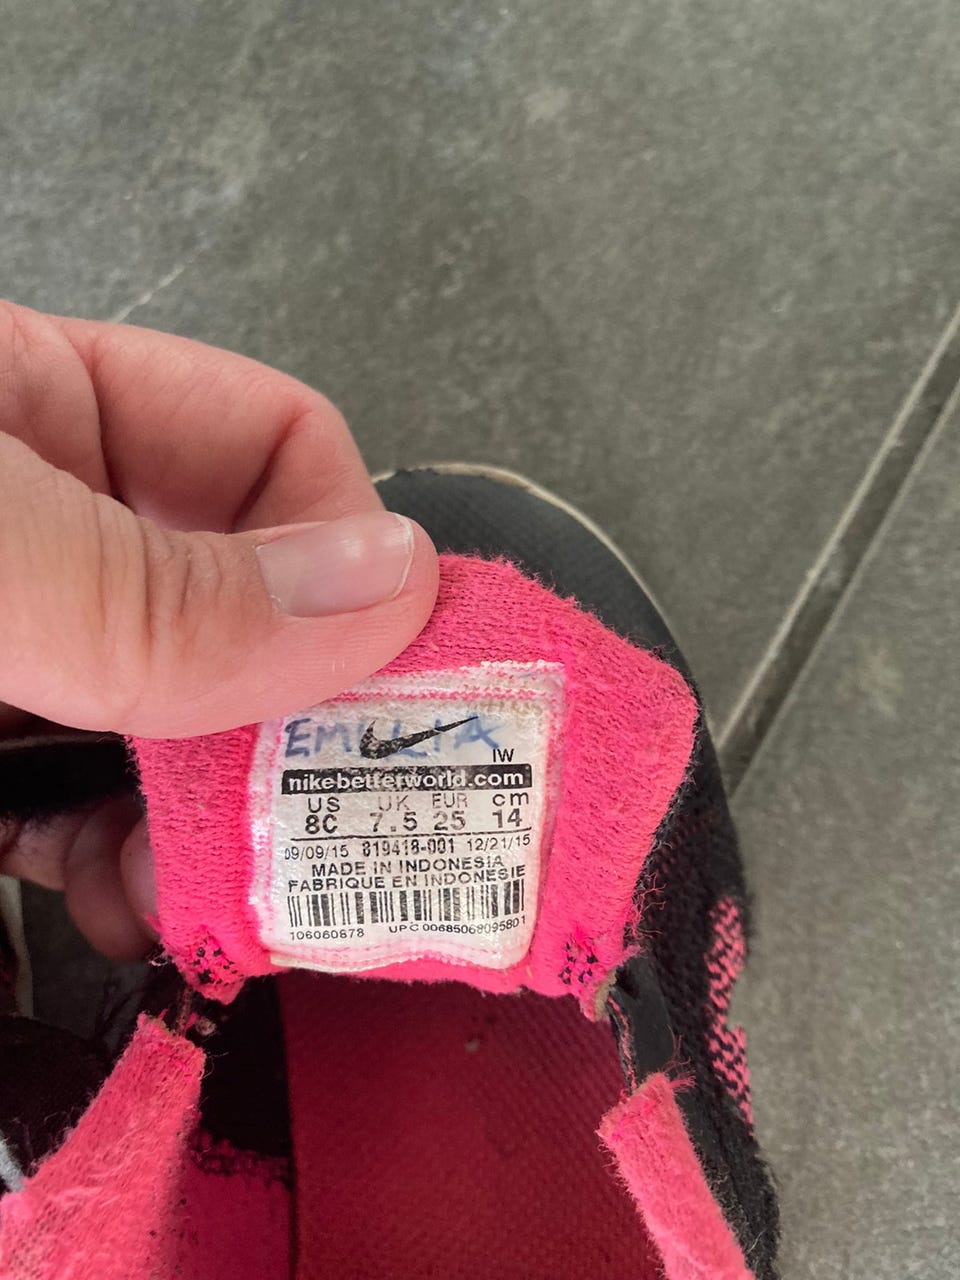 EMILIA
IW
nikebetterworld.com
US UK EUR cm
8C 7.5 25 14
09/09/15 819418-001 12/21/15
MADE IN INDONESIA
FABRIQUE EN INDONESIE
106060878 UPC 00685068095801